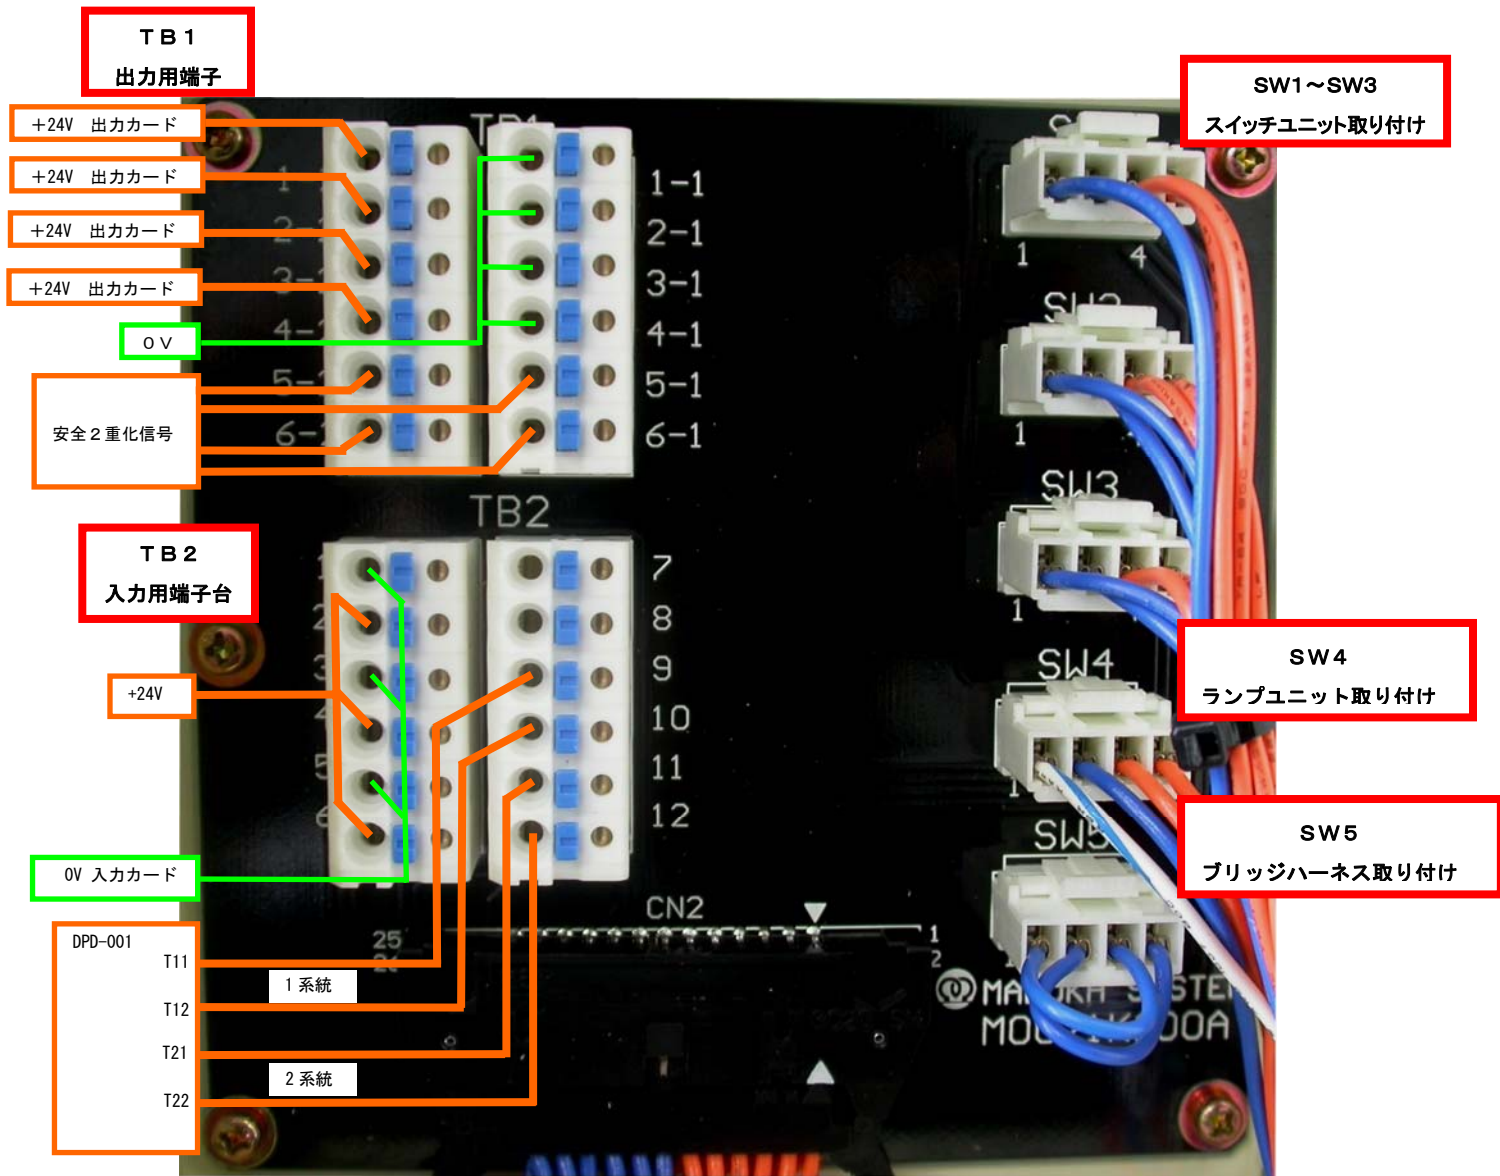 ＴＢ１
出力用端子
＋24V　出力カード
＋24V　出力カード
＋24V　出力カード
＋24V　出力カード
０Ｖ
安全２重化信号
1-1
2-1
3-1
4-1
5-1
6-1
TB2
ＴＢ２
入力用端子台
+24V
0V 入力カード
7
8
9
10
11
12
DPD-001
T11
T12
T21
T22
1 系統
2 系統
CN2
25
1
2
SW1～SW3
スイッチユニット取り付け
1
4
1
SW3
1
SW4
1
SW4
ランプユニット取り付け
SW5
SW5
ブリッジハーネス取り付け